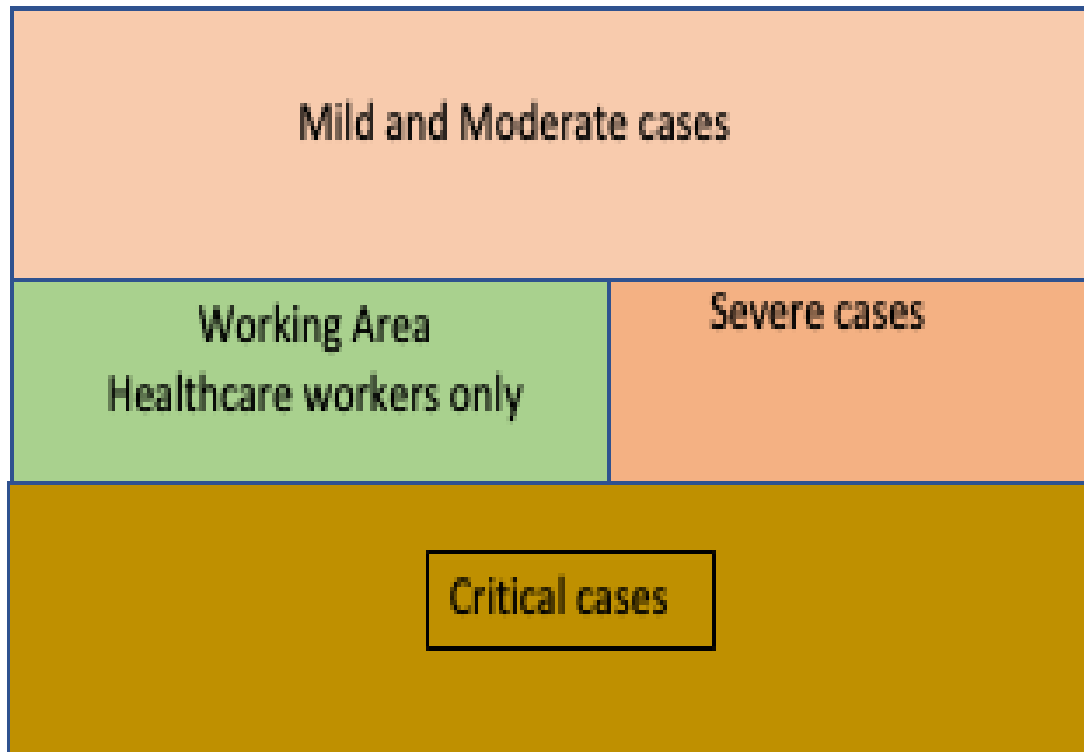 Mild and Moderate cases
Working Area
Healthcare workers only
Severe cases
Critical cases